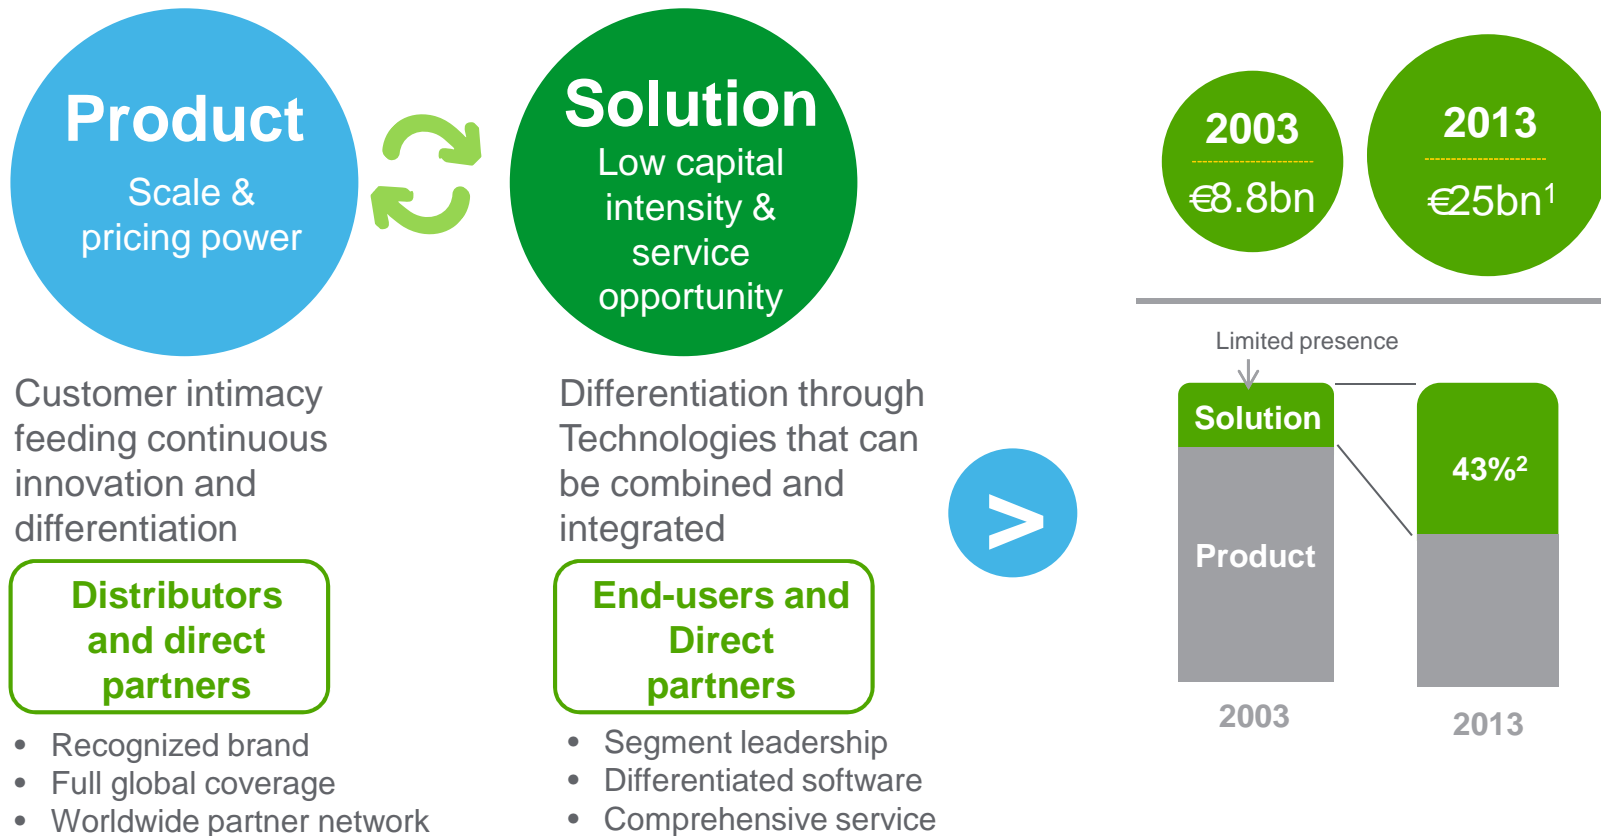 Product
Scale &
pricing power
Customer intimacy
feeding continuous
innovation and
differentiation
Distributors
and direct
partners
• Recognized brand
• Full global coverage
• Worldwide partner network
Solution
Low capital
intensity &
service
opportunity
Differentiation through
Technologies that can
be combined and
integrated
End-users and
Direct
partners
• Segment leadership
• Differentiated software
• Comprehensive service
>
2003
€8.8bn
2013
€25bn¹
Limited presence
Solution
Product
2003
43%²
2013